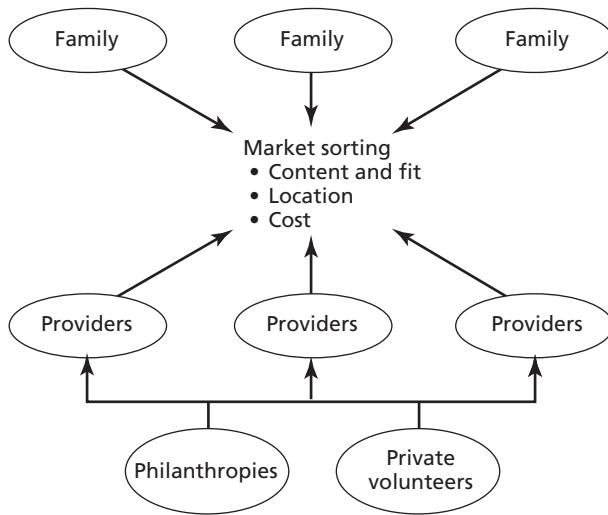 Family
Family
Family
Market sorting
• Content and fit
• Location
• Cost
Providers
Providers
Providers
Philanthropies
Private
volunteers